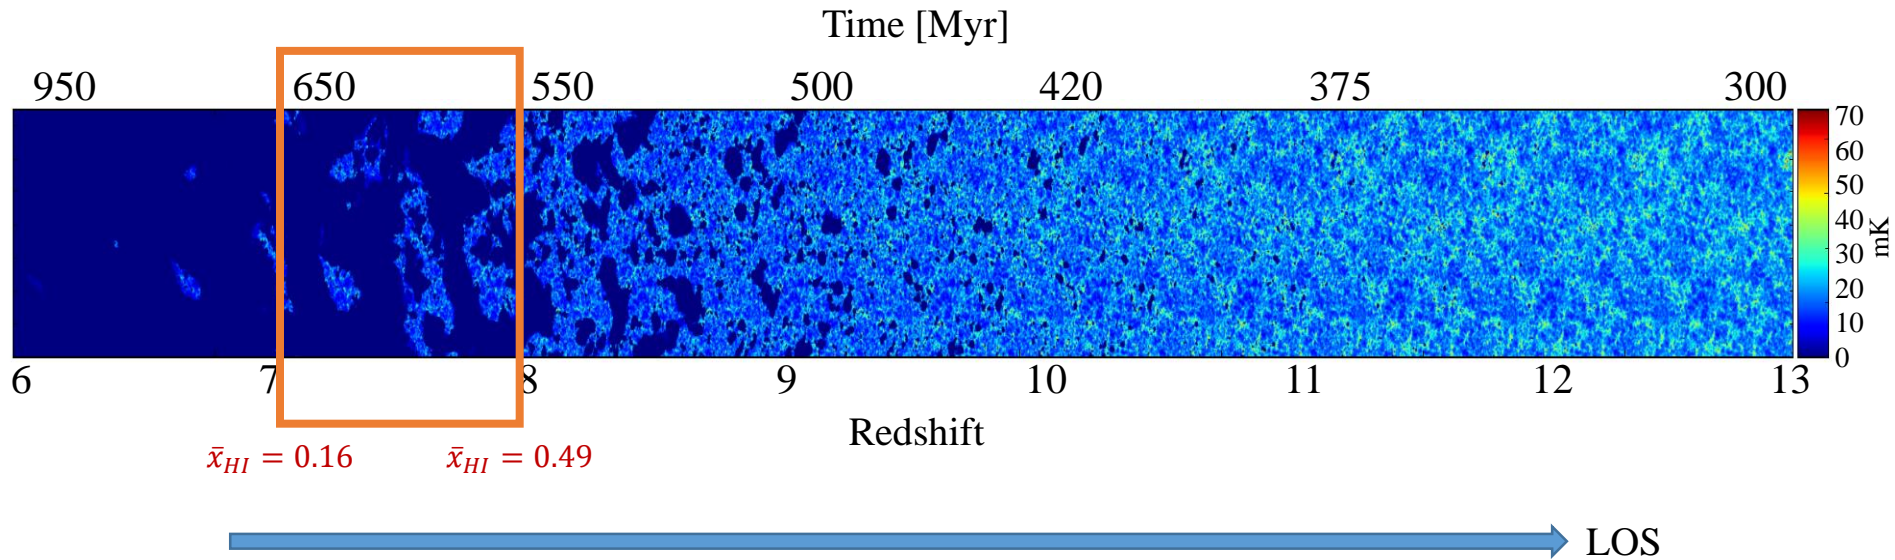 Time [Myr]
950 650 550 500 420 375 300
70
60
50
40
30
20
10
0
mK
6 7 8 9 10 11 12 13
Redshift
x̄HI = 0.16 x̄HI = 0.49
LOS